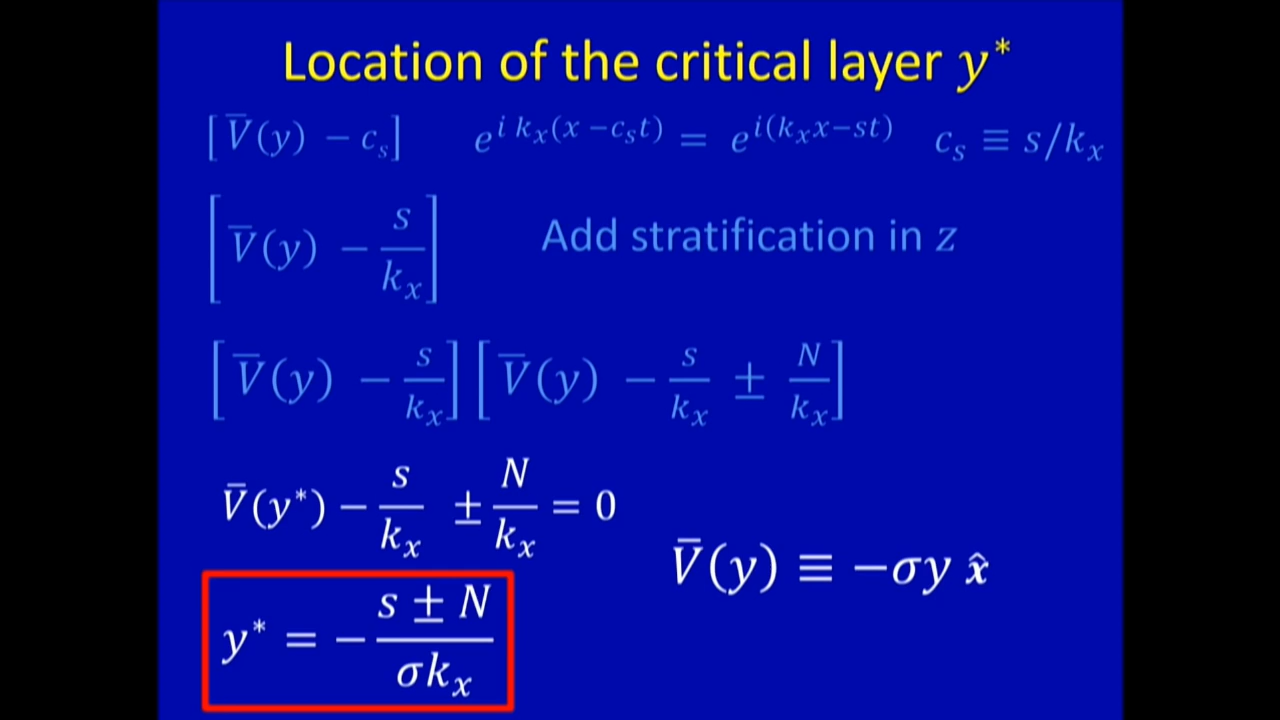 Location of the critical layer y*
[V̄(y) − c_s]   e^{i k_x(x −c_s t)} = e^{i(k_x x−st)}   c_s ≡ s/k_x
[V̄(y) − s/k_x]   Add stratification in z
[V̄(y) − s/k_x] [V̄(y) − s/k_x ± N/k_x]
V̄(y*) − s/k_x ± N/k_x = 0
V̄(y) ≡ −σy x̂
y* = − (s ± N)/(σk_x)